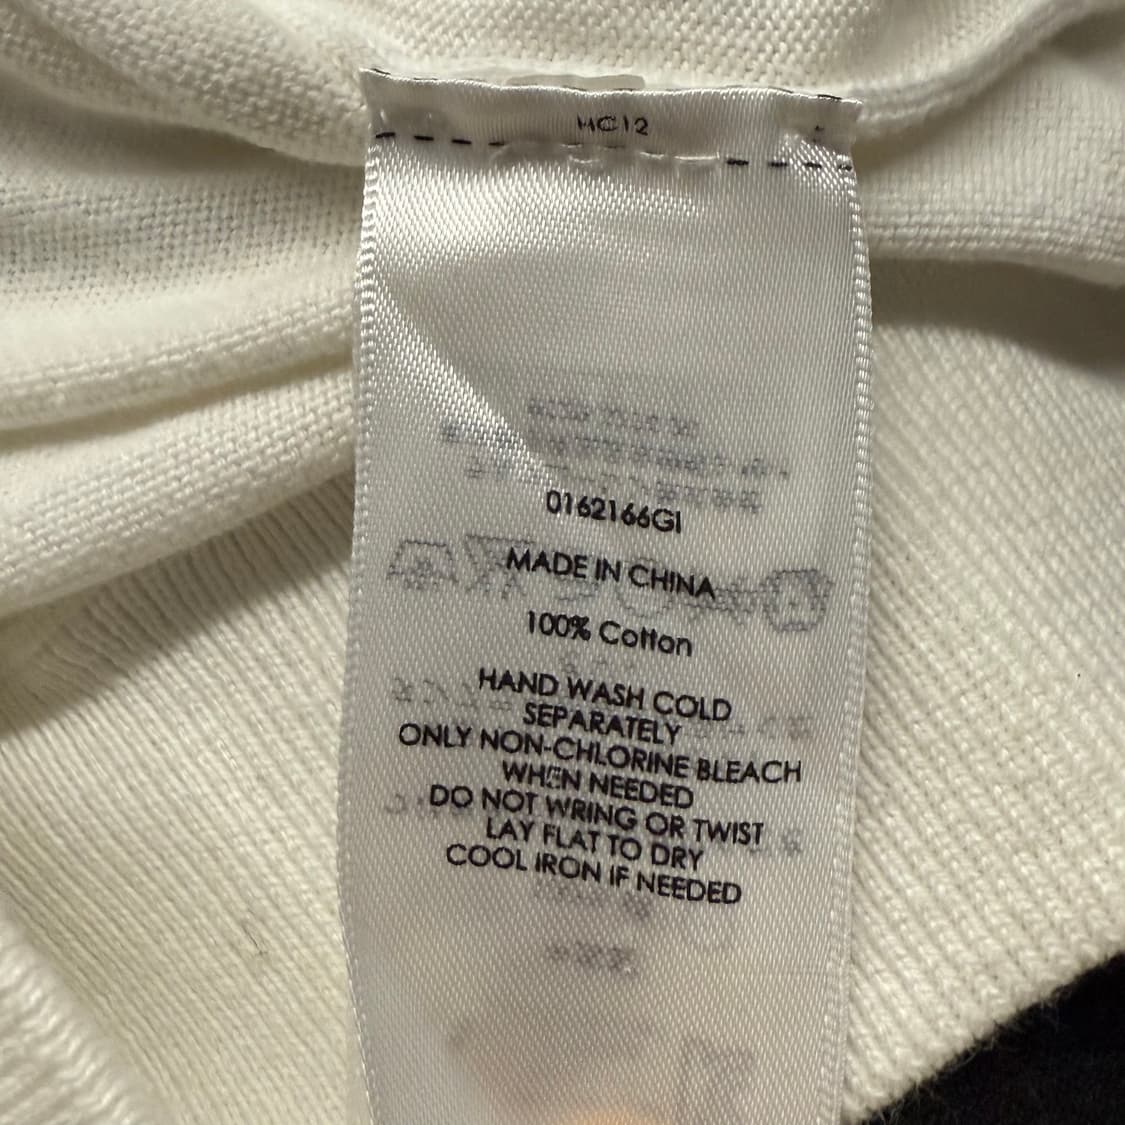 HC12
0162166GI
MADE IN CHINA
100% Cotton
HAND WASH COLD
SEPARATELY
ONLY NON-CHLORINE BLEACH
WHEN NEEDED
DO NOT WRING OR TWIST
LAY FLAT TO DRY
COOL IRON IF NEEDED